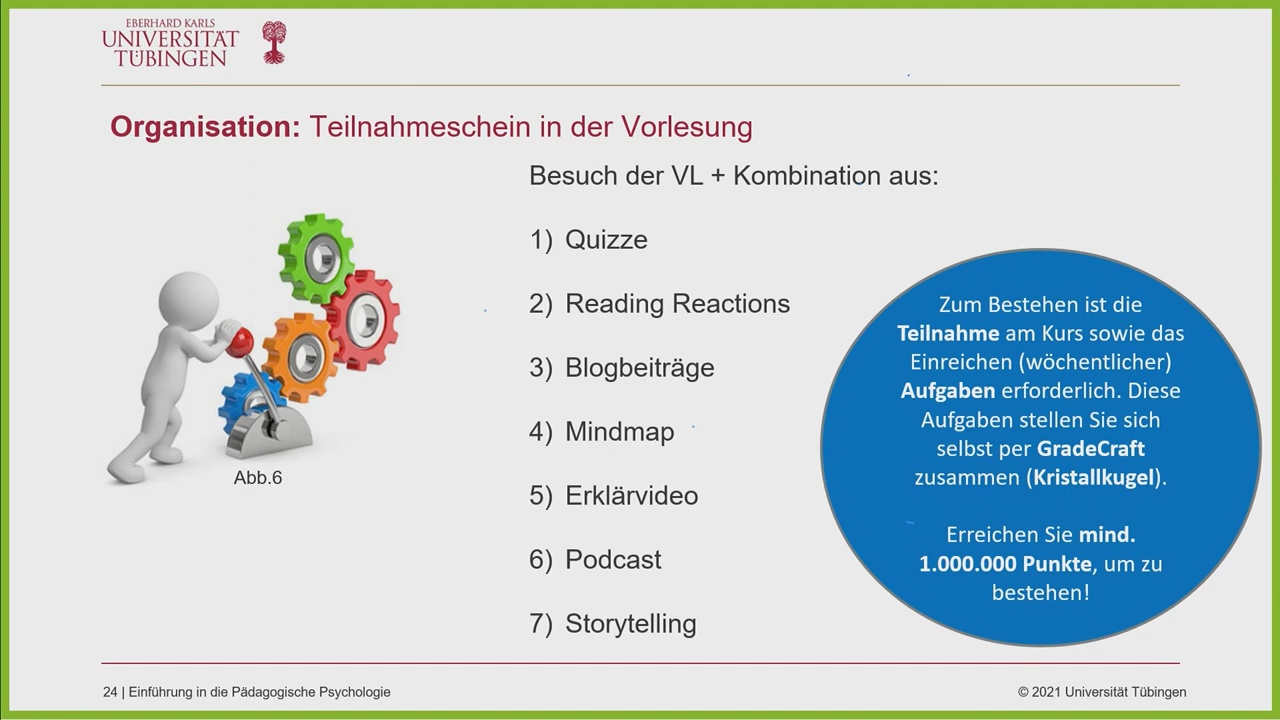 EBERHARD KARLS
UNIVERSITÄT
TÜBINGEN
Organisation: Teilnahmeschein in der Vorlesung
Besuch der VL + Kombination aus:
1) Quizze
2) Reading Reactions
3) Blogbeiträge
4) Mindmap
5) Erklärvideo
6) Podcast
7) Storytelling
Abb.6
Zum Bestehen ist die
Teilnahme am Kurs sowie das
Einreichen (wöchentlicher)
Aufgaben erforderlich. Diese
Aufgaben stellen Sie sich
selbst per GradeCraft
zusammen (Kristallkugel).
Erreichen Sie mind.
1.000.000 Punkte, um zu
bestehen!
24 | Einführung in die Pädagogische Psychologie
© 2021 Universität Tübingen